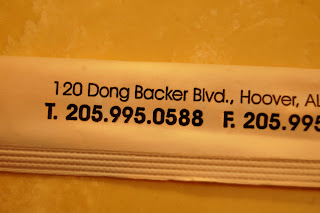 120 Dong Backer Blvd., Hoover, AL
T. 205.995.0588 F. 205.995